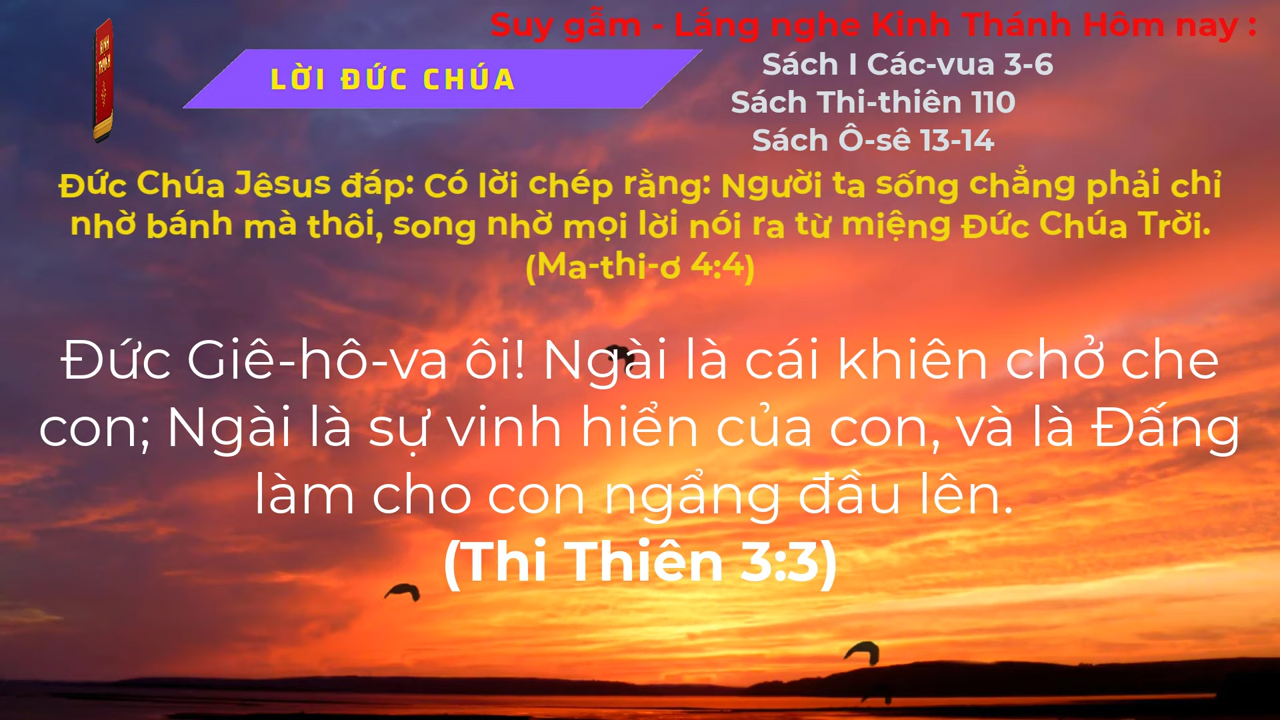 Suy gẫm - Lắng nghe Kinh Thánh Hôm nay :
KINH
THÁNH
LỜI ĐỨC CHÚA
Sách I Các-vua 3-6
Sách Thi-thiên 110
Sách Ô-sê 13-14
Đức Chúa Jêsus đáp: Có lời chép rằng: Người ta sống chẳng phải chỉ
nhờ bánh mà thôi, song nhờ mọi lời nói ra từ miệng Đức Chúa Trời.
(Ma-thi-ơ 4:4)
Đức Giê-hô-va ôi! Ngài là cái khiên chở che
con; Ngài là sự vinh hiển của con, và là Đấng
làm cho con ngẩng đầu lên.
(Thi Thiên 3:3)